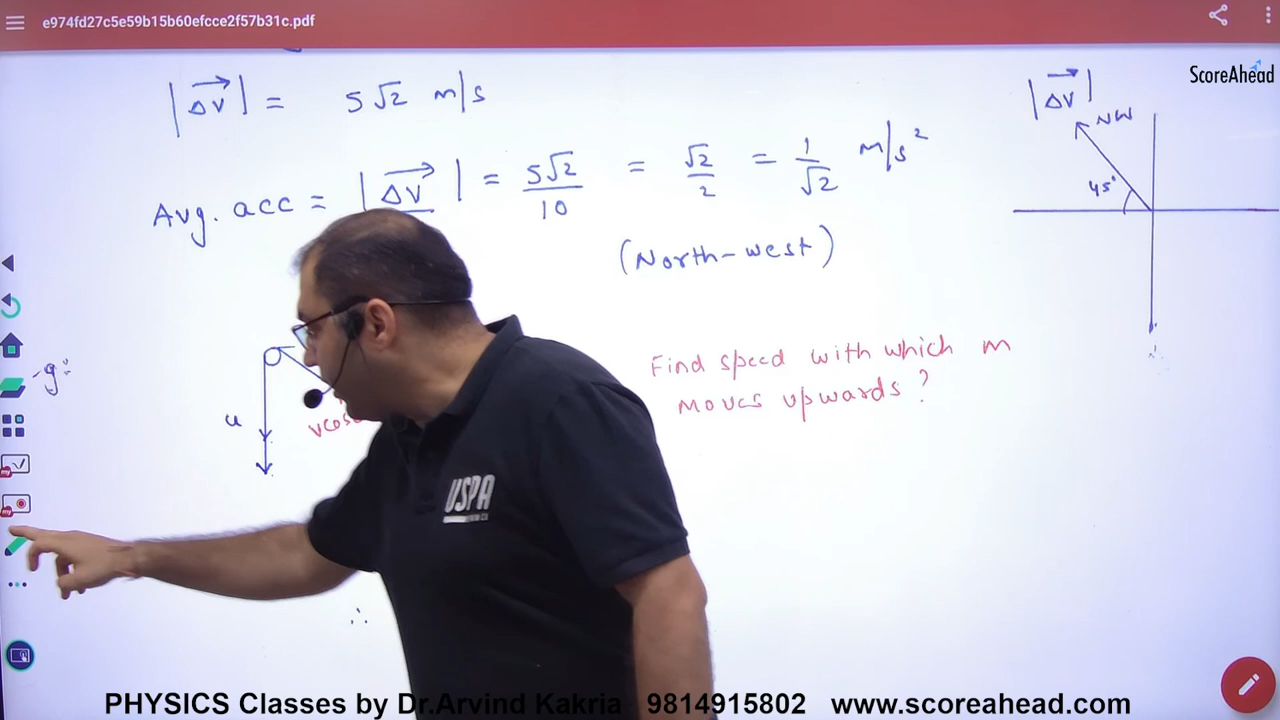 e974fd27c5e59b15b60efcce2f57b31c.pdf
ScoreAhead
|ΔV| = 5√2 m/s
|ΔV|
NW
45°
Avg. acc = |ΔV| = 5√2/10 = √2/2 = 1/√2 m/s²
(North-west)
Find speed with which m
moves upwards?
u
∴
USPA
PHYSICS Classes by Dr.Arvind Kakria 9814915802 www.scoreahead.com